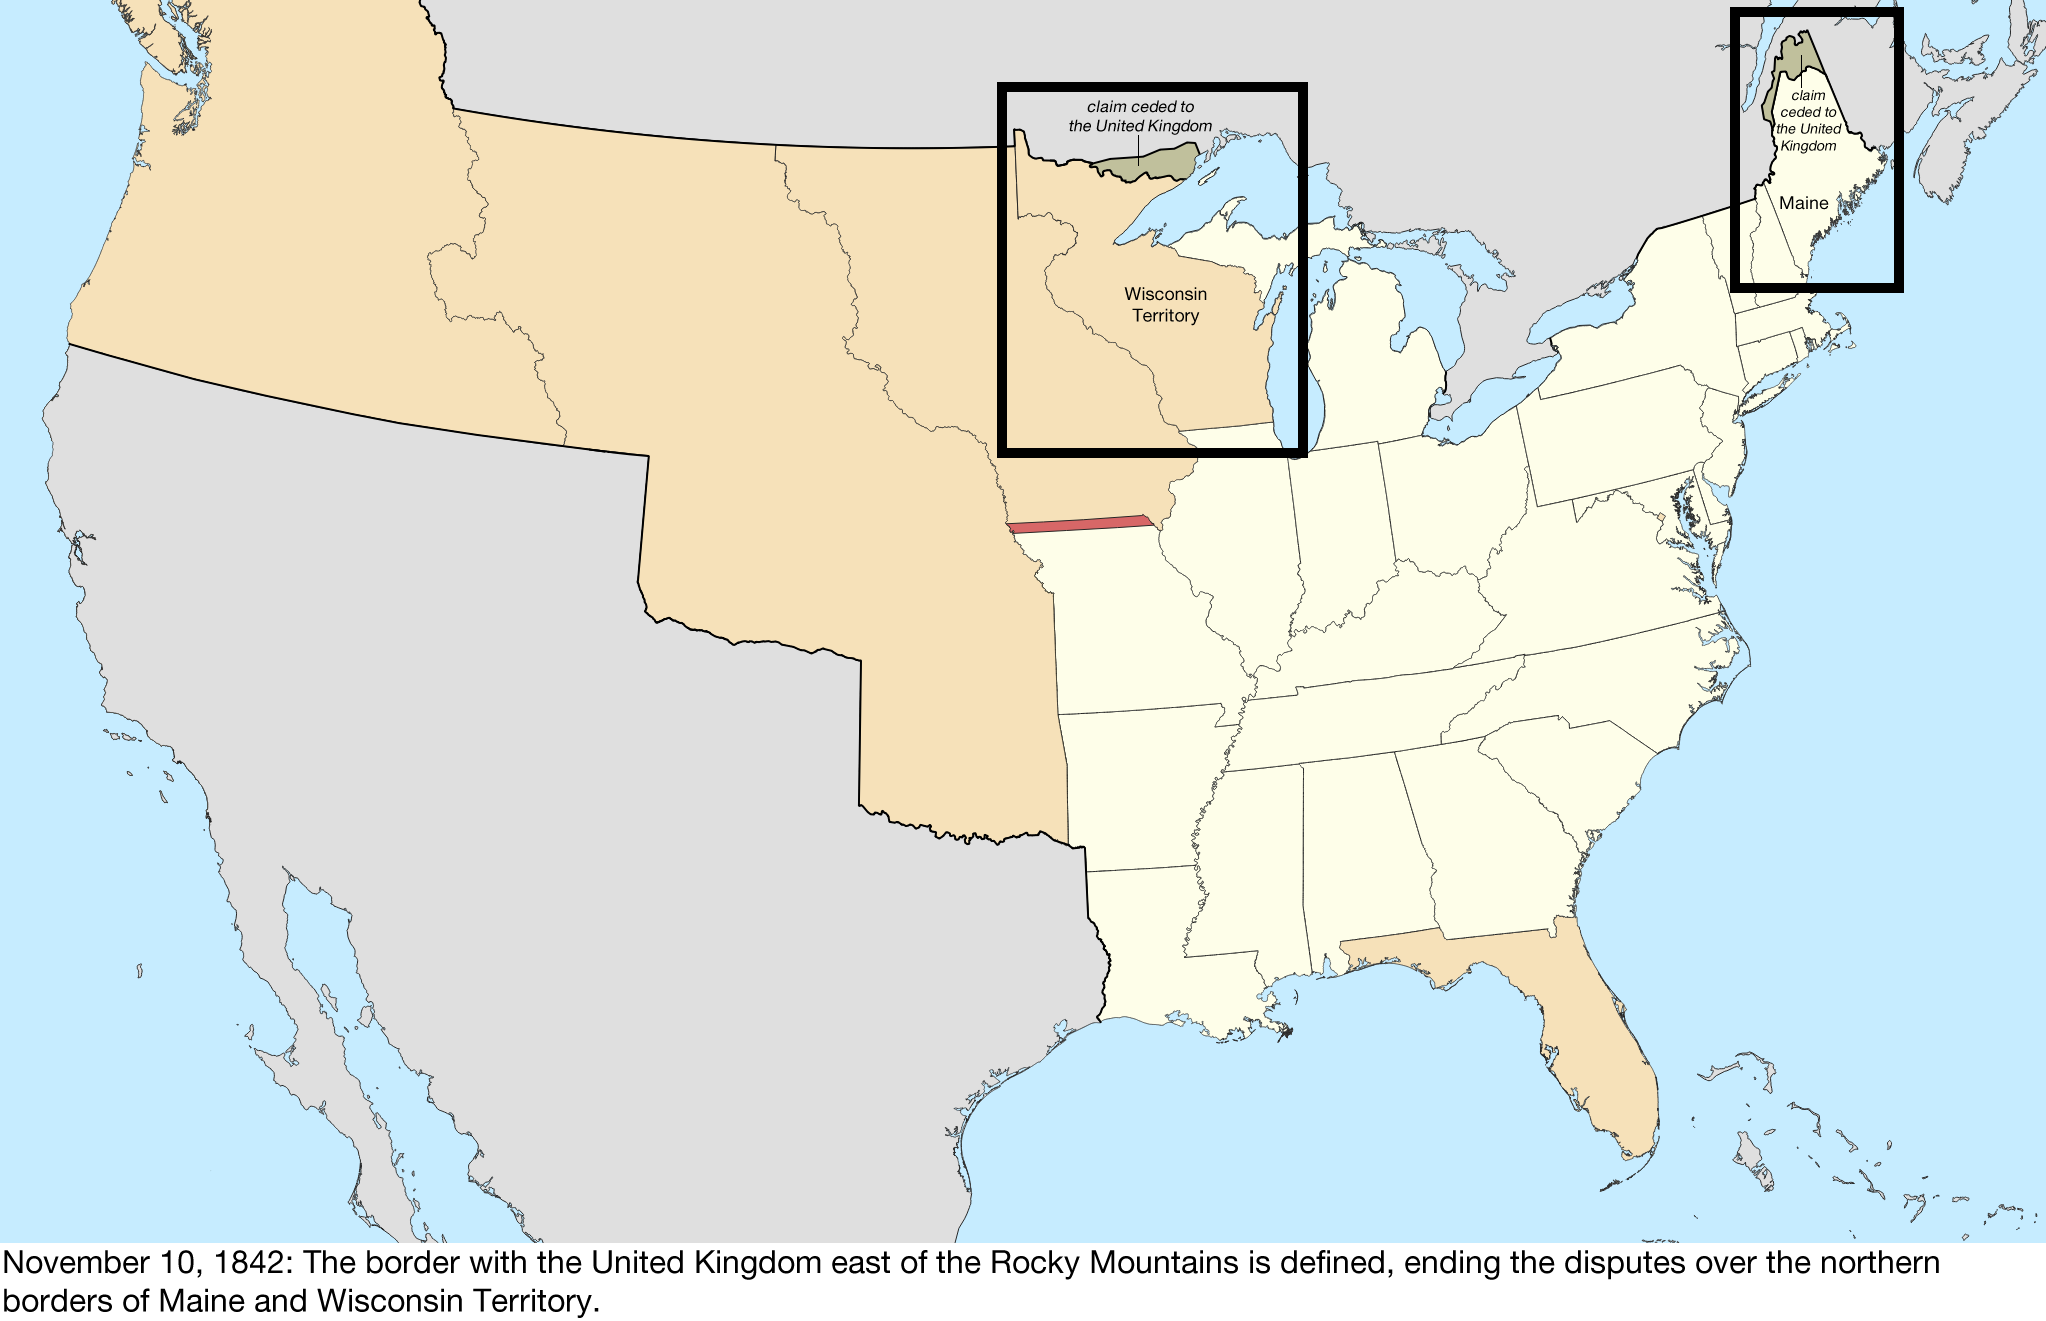 claim ceded to
the United Kingdom
claim
ceded to
the United
Kingdom
Maine
Wisconsin
Territory
November 10, 1842: The border with the United Kingdom east of the Rocky Mountains is defined, ending the disputes over the northern
borders of Maine and Wisconsin Territory.